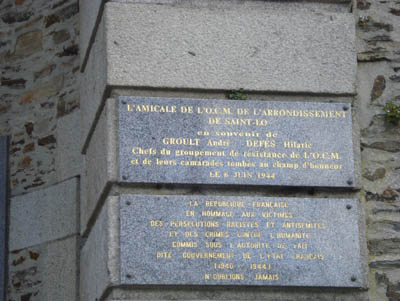 L'AMICALE DE L'O.C.M. DE L'ARRONDISSEMENT
DE SAINT-LO
en souvenir de
GROULT André DEFÈS Hilaire
Chefs du groupement de résistance de L'O.C.M.
et de leurs camarades tombés au champ d'honneur
LE 6 JUIN 1944
LA RÉPUBLIQUE FRANÇAISE
EN HOMMAGE AUX VICTIMES
DES PERSÉCUTIONS RACISTES ET ANTISÉMITES
ET DES CRIMES CONTRE L'HUMANITÉ
COMMIS SOUS L'AUTORITÉ DE FAIT
DITE GOUVERNEMENT DE L'ÉTAT FRANÇAIS
(1940 - 1944)
N'OUBLIONS JAMAIS